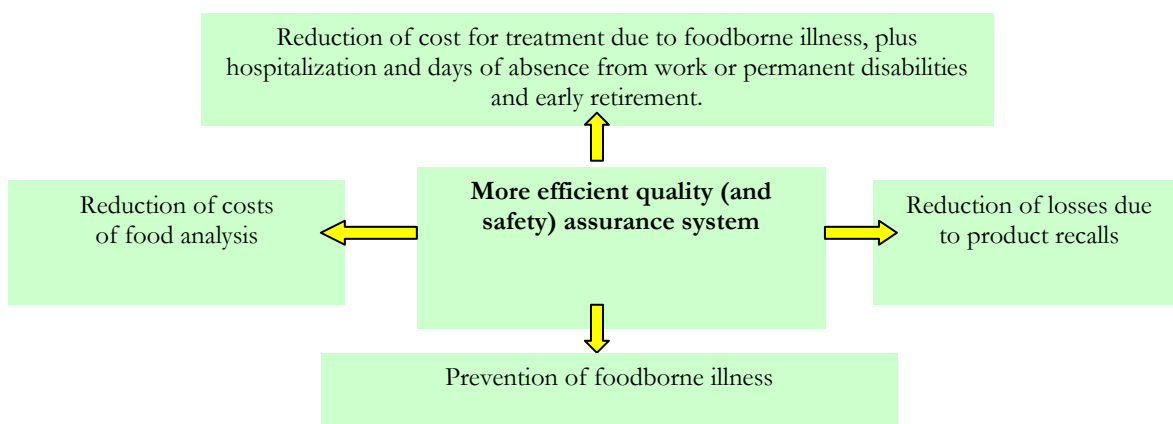 Reduction of cost for treatment due to foodborne illness, plus
hospitalization and days of absence from work or permanent disabilities
and early retirement.
More efficient quality (and
safety) assurance system
Reduction of costs
of food analysis
Reduction of losses due
to product recalls
Prevention of foodborne illness